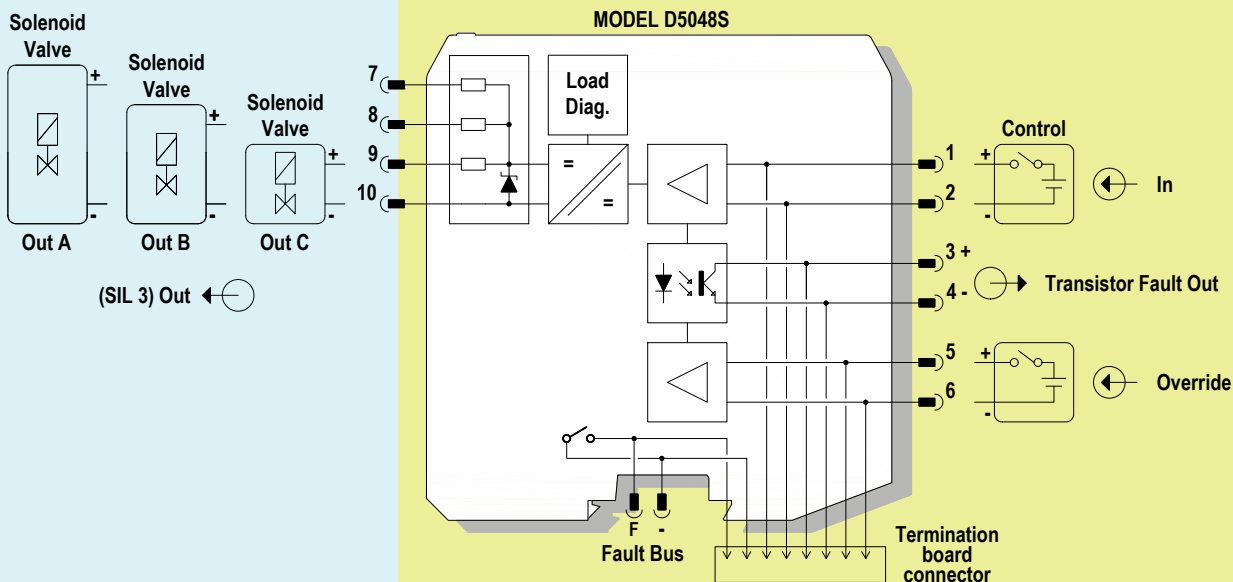 MODEL D5048S
Solenoid
Valve
+
-
Out A
Solenoid
Valve
+
-
Out B
Solenoid
Valve
+
-
Out C
(SIL 3) Out
7
8
9
10
Load
Diag.
=
=
1
2
3 +
4 -
5
6
Control
+
-
In
Transistor Fault Out
+
-
Override
F
-
Fault Bus
Termination
board
connector